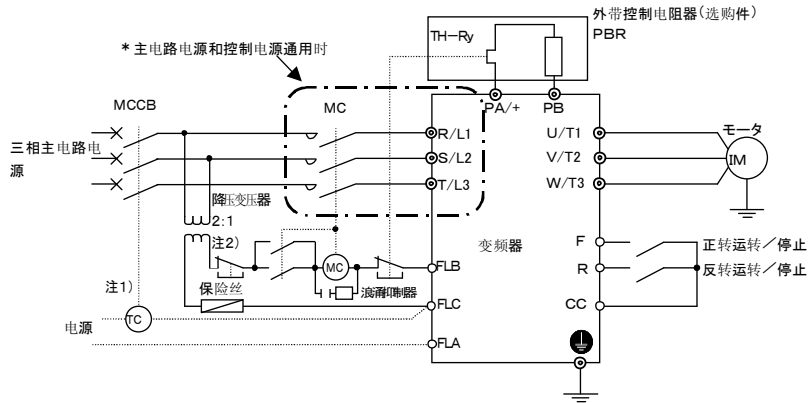 外带控制电阻器(选购件)
PBR
TH-Ry
*主电路电源和控制电源通用时
MCCB
MC
PA/+
PB
三相主电路电
源
R/L1
S/L2
T/L3
U/T1
V/T2
W/T3
モータ
IM
降压变压器
2:1
注2)
变频器
MC
FLB
浪涌抑制器
注1)
保险丝
FLC
电源
TC
FLA
F
正转运转/停止
R
反转运转/停止
CC